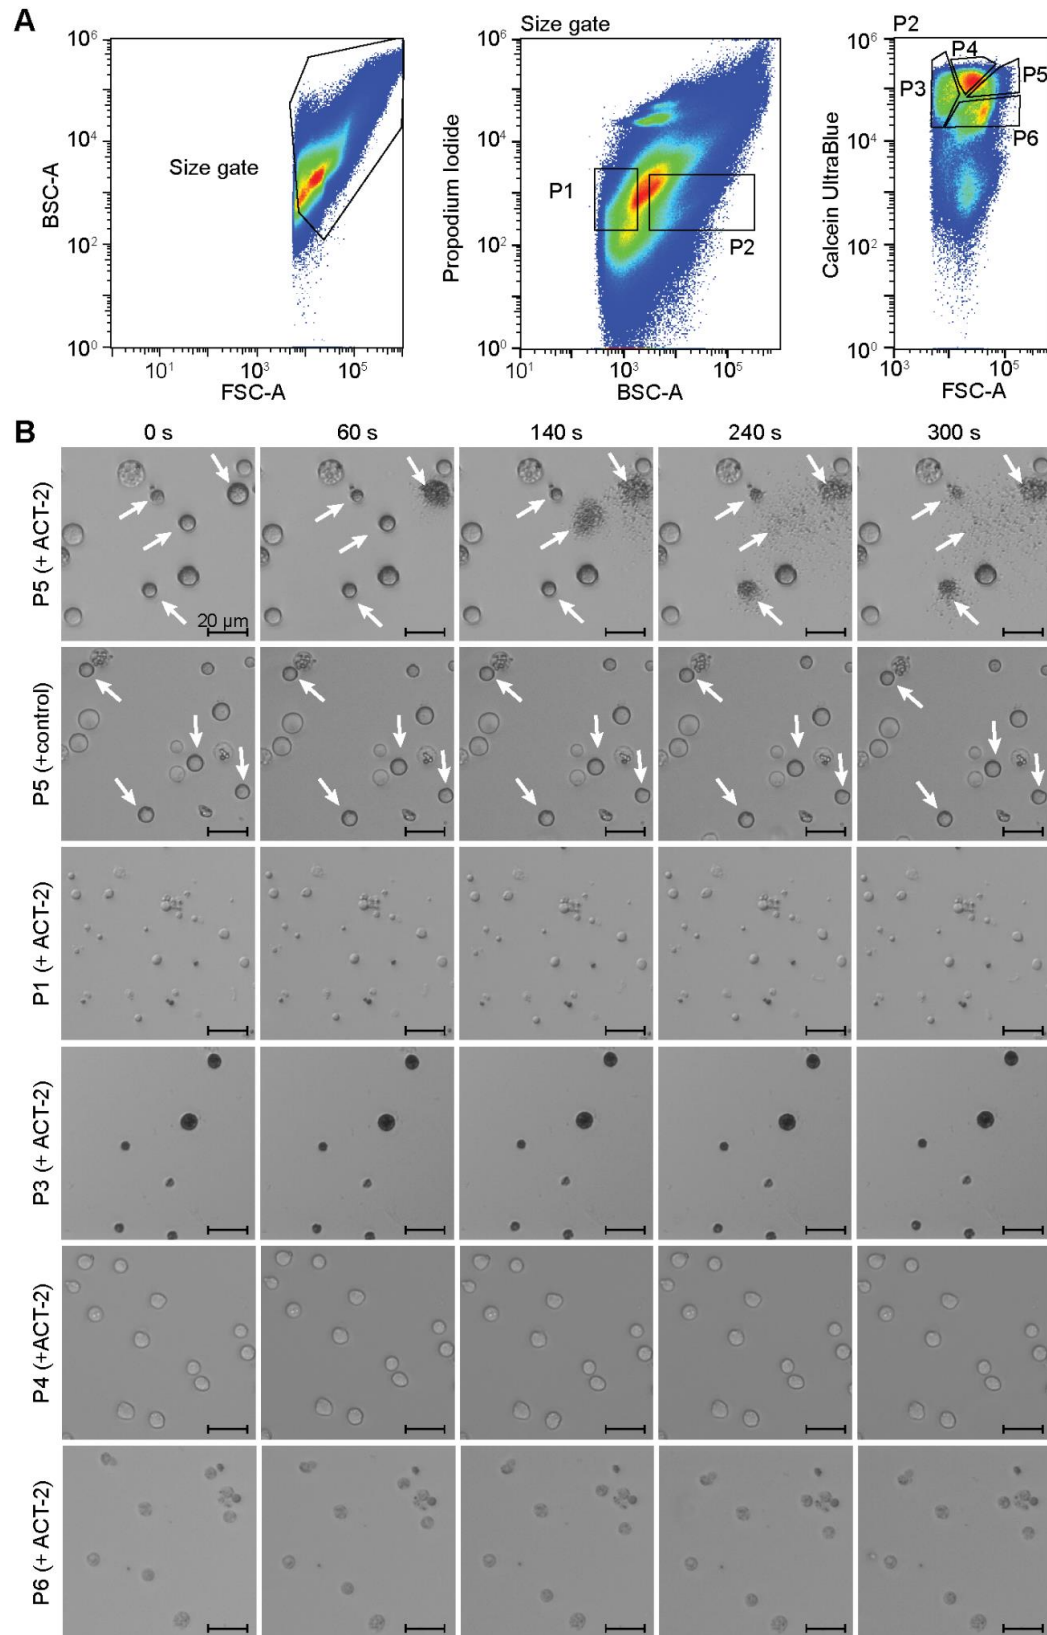 A
Size gate
P2
10⁶
10⁴
10²
10⁰
BSC-A
Size gate
10¹
10³
10⁵
FSC-A
10⁶
10⁴
10²
10⁰
Propodium Iodide
P1
P2
10¹
10³
10⁵
BSC-A
10⁶
10⁴
10²
10⁰
Calcein UltraBlue
P3
P4
P5
P6
10³
10⁵
FSC-A
B
0 s 60 s 140 s 240 s 300 s
P5 (+ ACT-2)
20 µm
P5 (+control)
P1 (+ ACT-2)
P3 (+ ACT-2)
P4 (+ACT-2)
P6 (+ ACT-2)